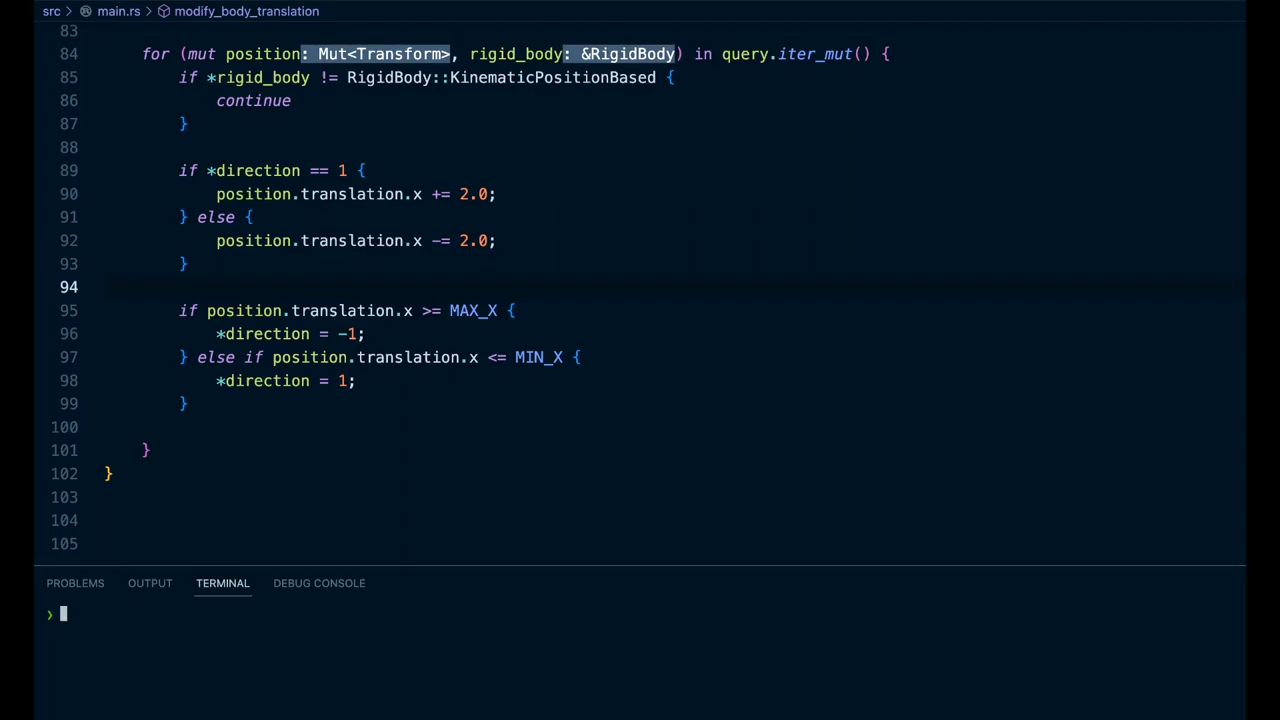 src > main.rs > modify_body_translation
83
84 for (mut position: Mut<Transform>, rigid_body: &RigidBody) in query.iter_mut() {
85 if *rigid_body != RigidBody::KinematicPositionBased {
86 continue
87 }
88
89 if *direction == 1 {
90 position.translation.x += 2.0;
91 } else {
92 position.translation.x -= 2.0;
93 }
94
95 if position.translation.x >= MAX_X {
96 *direction = -1;
97 } else if position.translation.x <= MIN_X {
98 *direction = 1;
99 }
100
101 }
102 }
103
104
105
PROBLEMS OUTPUT TERMINAL DEBUG CONSOLE
❯